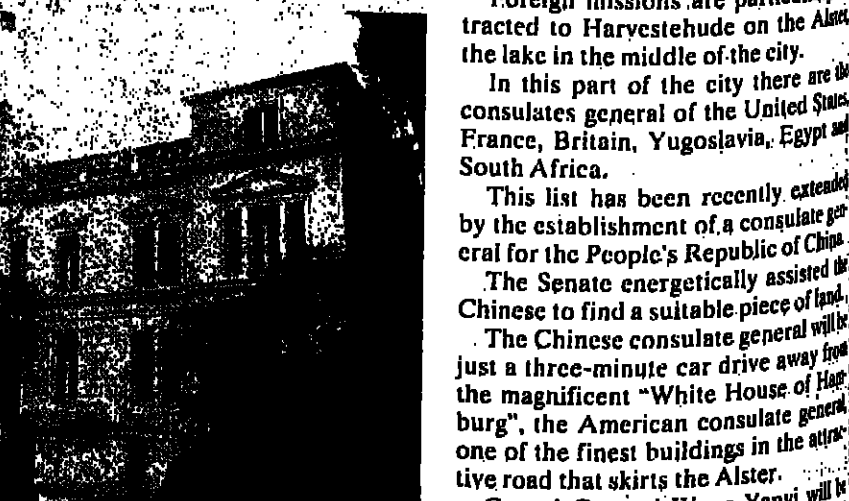 Foreign missions are
tracted to Harvestehude on the Alster,
the lake in the middle of the city.
In this part of the city there are the
consulates general of the United States,
France, Britain, Yugoslavia, Egypt and
South Africa.
This list has been recently extended
by the establishment of a consulate gen-
eral for the People's Republic of China.
The Senate energetically assisted the
Chinese to find a suitable piece of land.
The Chinese consulate general will be
just a three-minute car drive away from
the magnificent "White House of Ham-
burg", the American consulate general,
one of the finest buildings in the attrac-
tive road that skirts the Alster.
will be